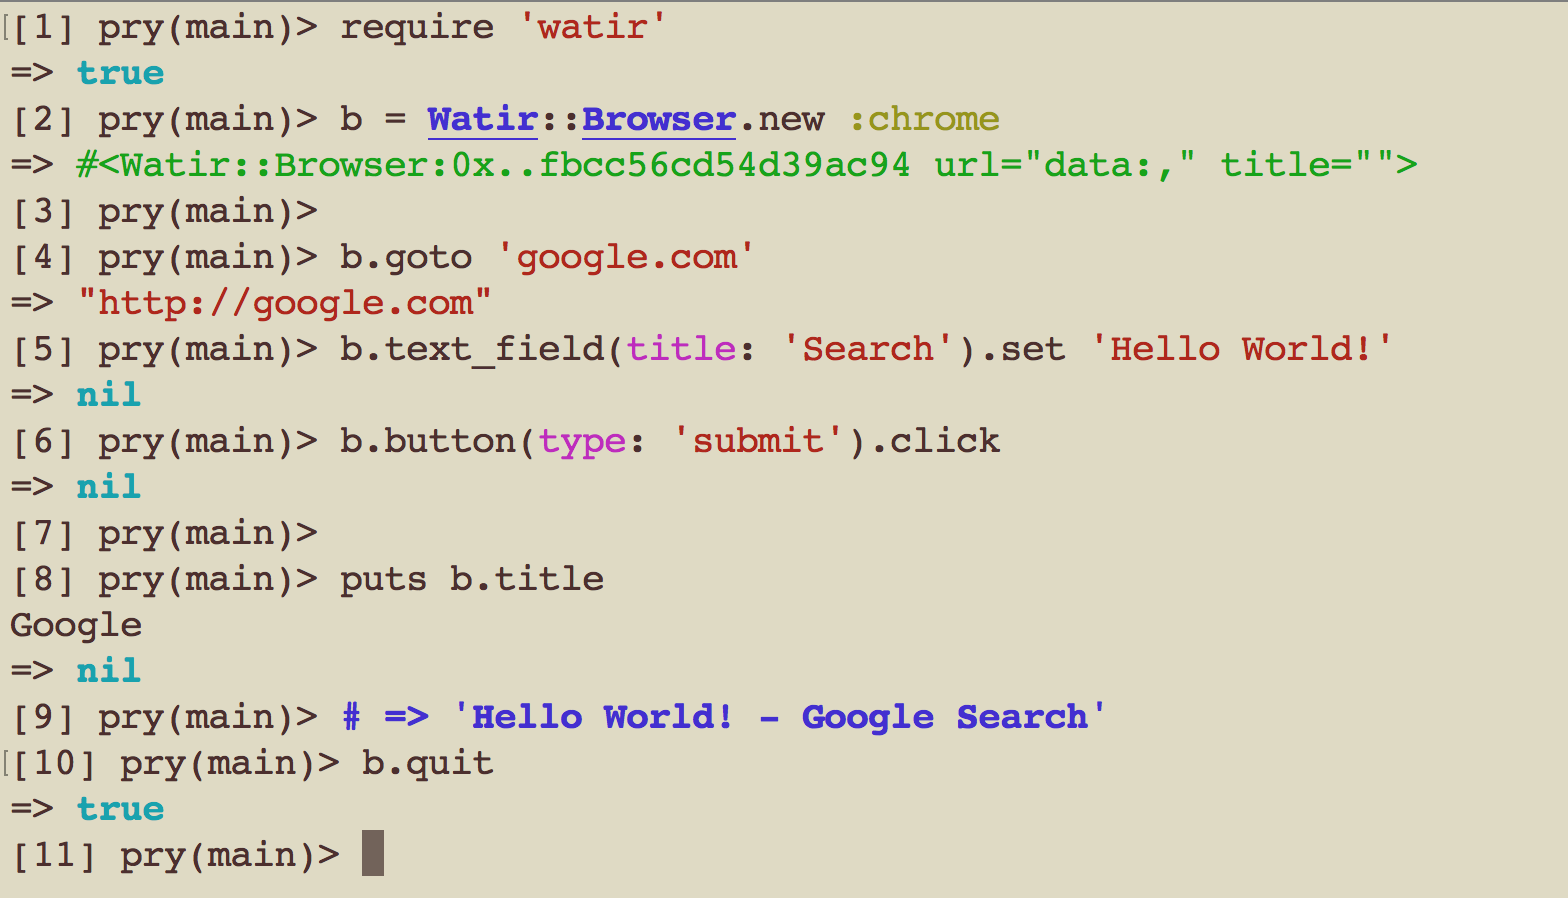 [1] pry(main)> require 'watir'
=> true
[2] pry(main)> b = Watir::Browser.new :chrome
=> #<Watir::Browser:0x..fbcc56cd54d39ac94 url="data:," title="">
[3] pry(main)>
[4] pry(main)> b.goto 'google.com'
=> "http://google.com"
[5] pry(main)> b.text_field(title: 'Search').set 'Hello World!'
=> nil
[6] pry(main)> b.button(type: 'submit').click
=> nil
[7] pry(main)>
[8] pry(main)> puts b.title
Google
=> nil
[9] pry(main)> # => 'Hello World! - Google Search'
[10] pry(main)> b.quit
=> true
[11] pry(main)>